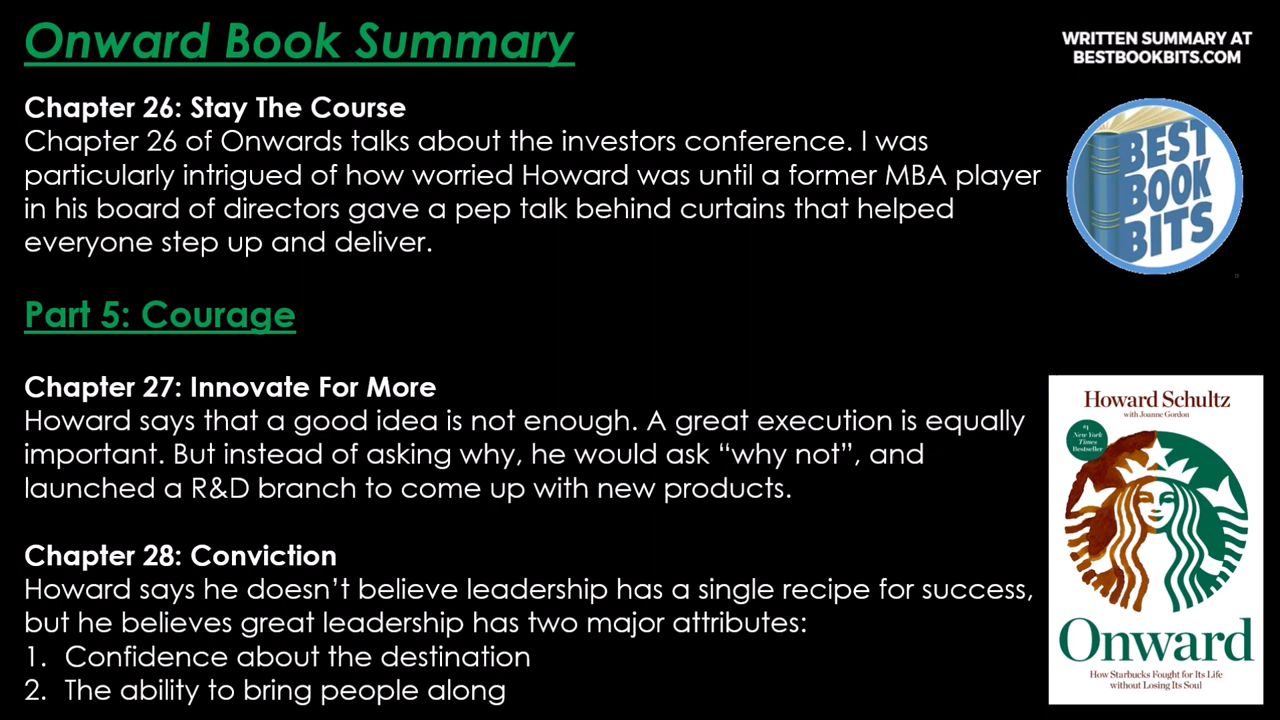 Onward Book Summary
WRITTEN SUMMARY AT
BESTBOOKBITS.COM
Chapter 26: Stay The Course
Chapter 26 of Onwards talks about the investors conference. I was
particularly intrigued of how worried Howard was until a former MBA player
in his board of directors gave a pep talk behind curtains that helped
everyone step up and deliver.
BEST
BOOK
BITS
Part 5: Courage
Chapter 27: Innovate For More
Howard says that a good idea is not enough. A great execution is equally
important. But instead of asking why, he would ask “why not”, and
launched a R&D branch to come up with new products.
Chapter 28: Conviction
Howard says he doesn’t believe leadership has a single recipe for success,
but he believes great leadership has two major attributes:
1. Confidence about the destination
2. The ability to bring people along
Howard Schultz
with Joanne Gordon
#1
New York
Times
Bestseller
Onward
How Starbucks Fought for Its Life
without Losing Its Soul